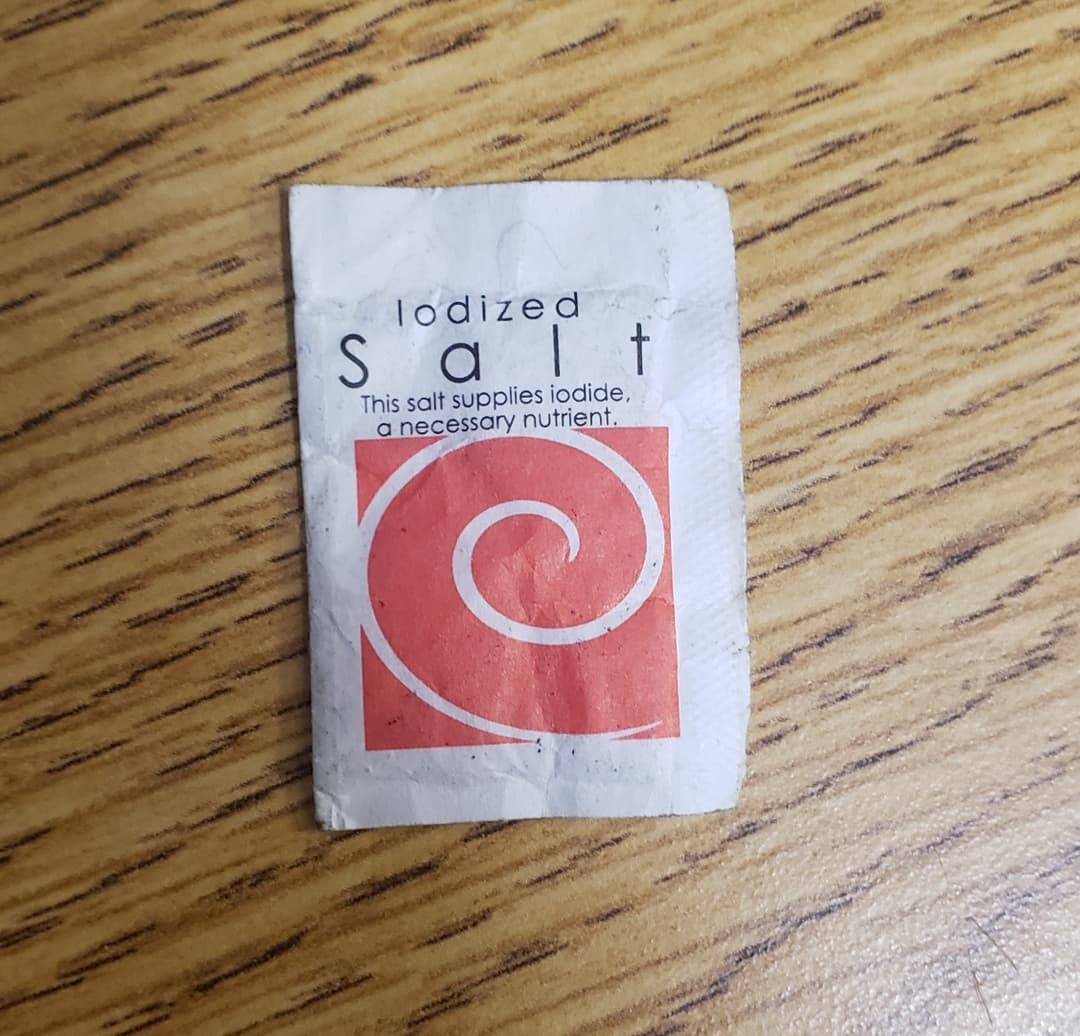 Iodized
Salt
This salt supplies iodide,
a necessary nutrient.